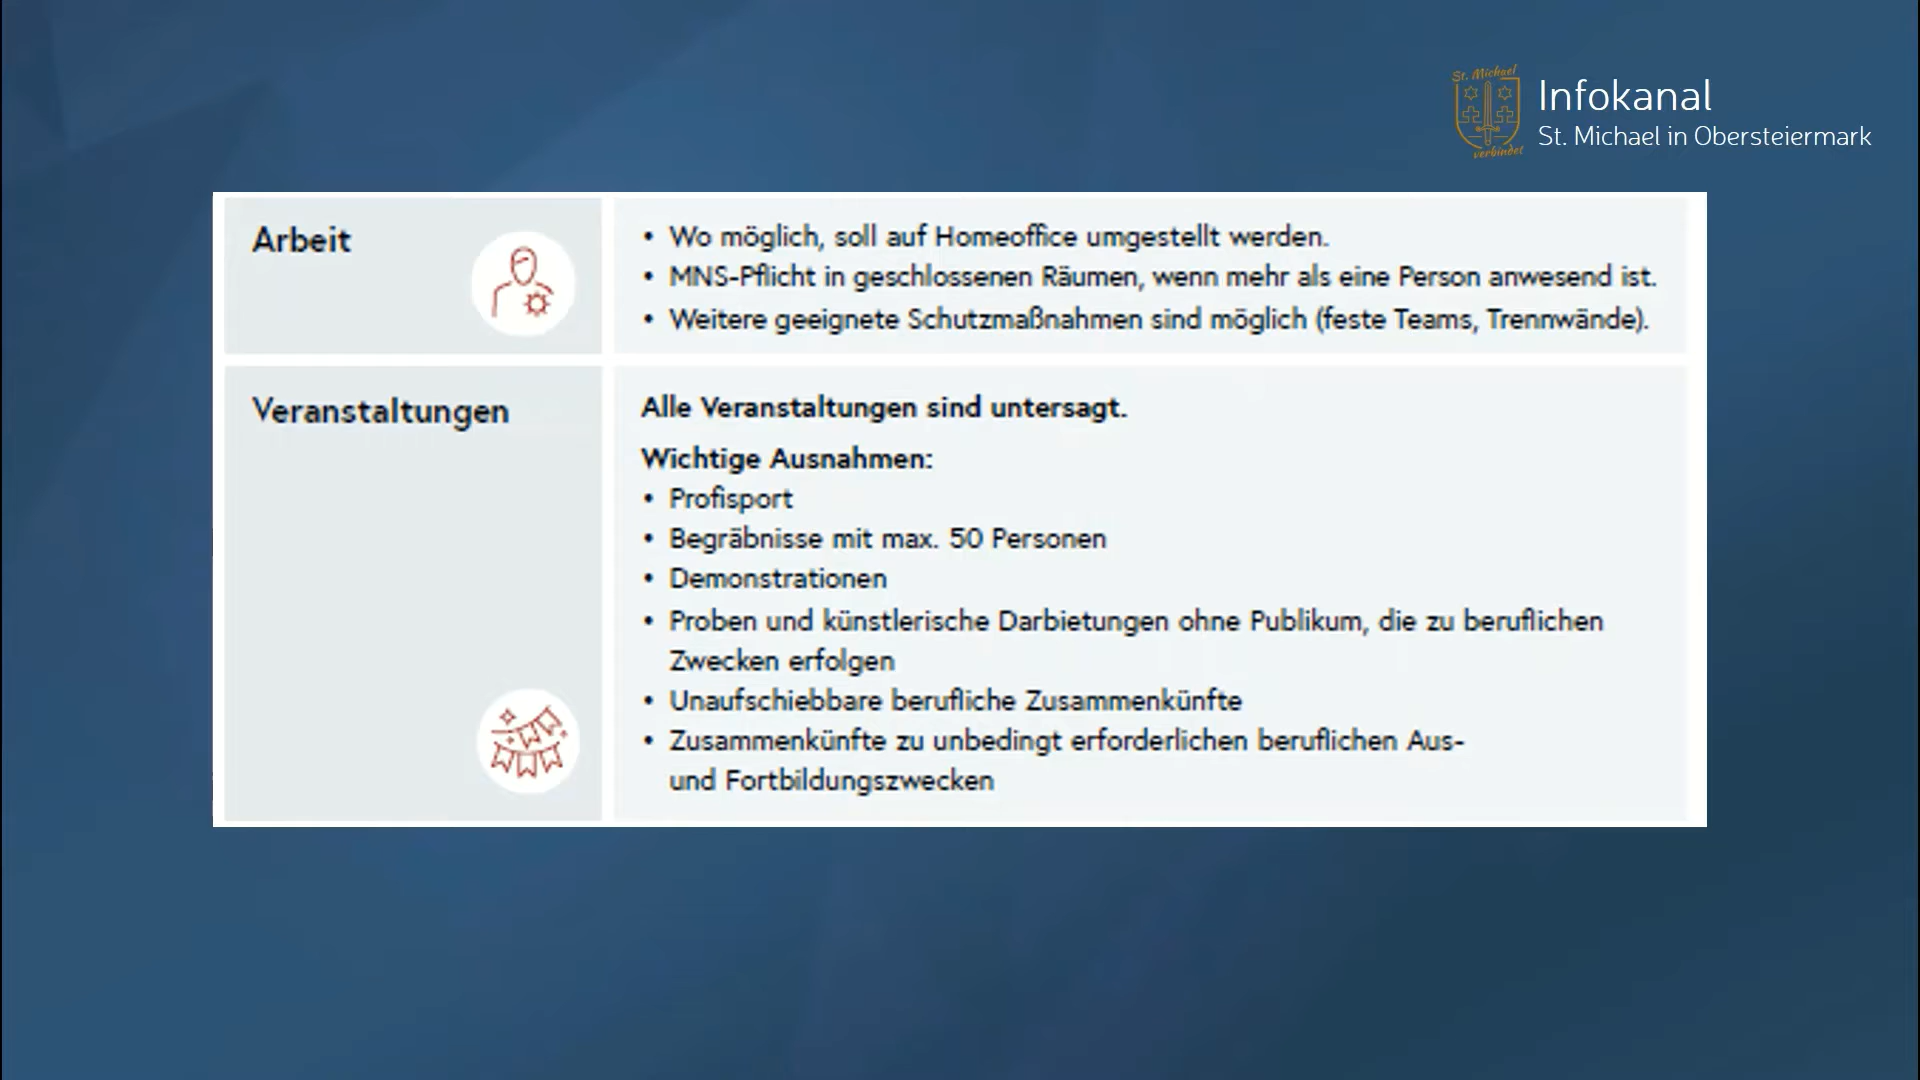 St. Michael
verbindet
Infokanal
St. Michael in Obersteiermark
Arbeit
• Wo möglich, soll auf Homeoffice umgestellt werden.
• MNS-Pflicht in geschlossenen Räumen, wenn mehr als eine Person anwesend ist.
• Weitere geeignete Schutzmaßnahmen sind möglich (feste Teams, Trennwände).
Veranstaltungen
Alle Veranstaltungen sind untersagt.
Wichtige Ausnahmen:
• Profisport
• Begräbnisse mit max. 50 Personen
• Demonstrationen
• Proben und künstlerische Darbietungen ohne Publikum, die zu beruflichen
Zwecken erfolgen
• Unaufschiebbare berufliche Zusammenkünfte
• Zusammenkünfte zu unbedingt erforderlichen beruflichen Aus-
und Fortbildungszwecken